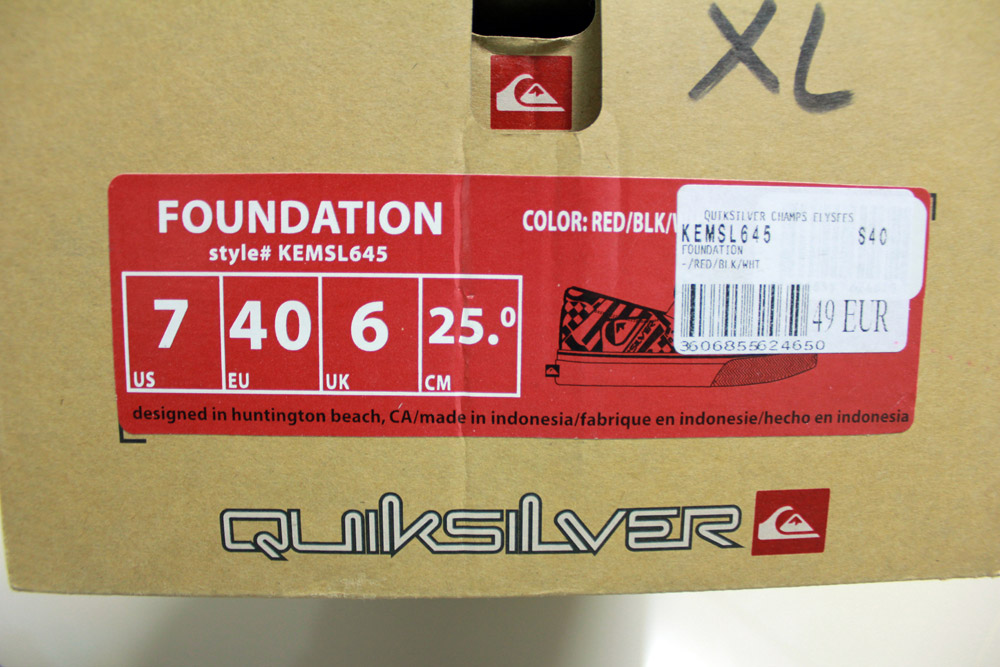 XL
FOUNDATION
style# KEMSL645
COLOR: RED/BLK/
QUIKSILVER CHAMPS ELYSEES
KEMSL645 S40
FOUNDATION
-/RED/BLK/WHT
49 EUR
3606855624650
7 40 6 25.0
US EU UK CM
SILVER
designed in huntington beach, CA/made in indonesia/fabrique en indonesie/hecho en indonesia
QUIKSILVER